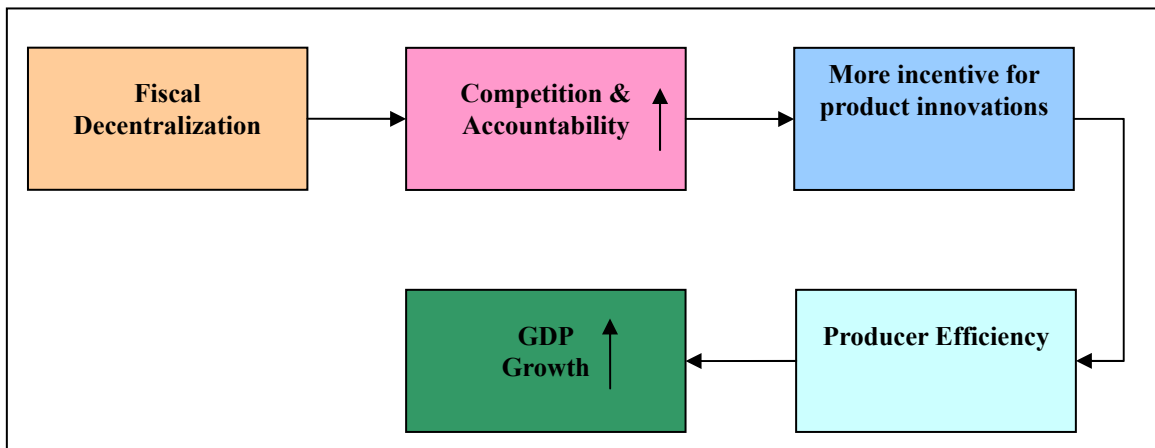 Fiscal
Decentralization
Competition &
Accountability
More incentive for
product innovations
GDP
Growth
Producer Efficiency